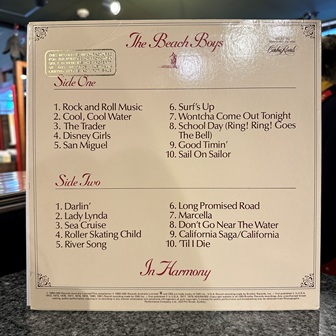 The Beach Boys
Side One
1. Rock and Roll Music
2. Cool, Cool Water
3. The Trader
4. Disney Girls
5. San Miguel
6. Surf's Up
7. Wontcha Come Out Tonight
8. School Day (Ring! Ring! Goes
The Bell)
9. Good Timin'
10. Sail On Sailor
Side Two
1. Darlin'
2. Lady Lynda
3. Sea Cruise
4. Roller Skating Child
5. River Song
6. Long Promised Road
7. Marcella
8. Don't Go Near The Water
9. California Saga/California
10. 'Til I Die
In Harmony